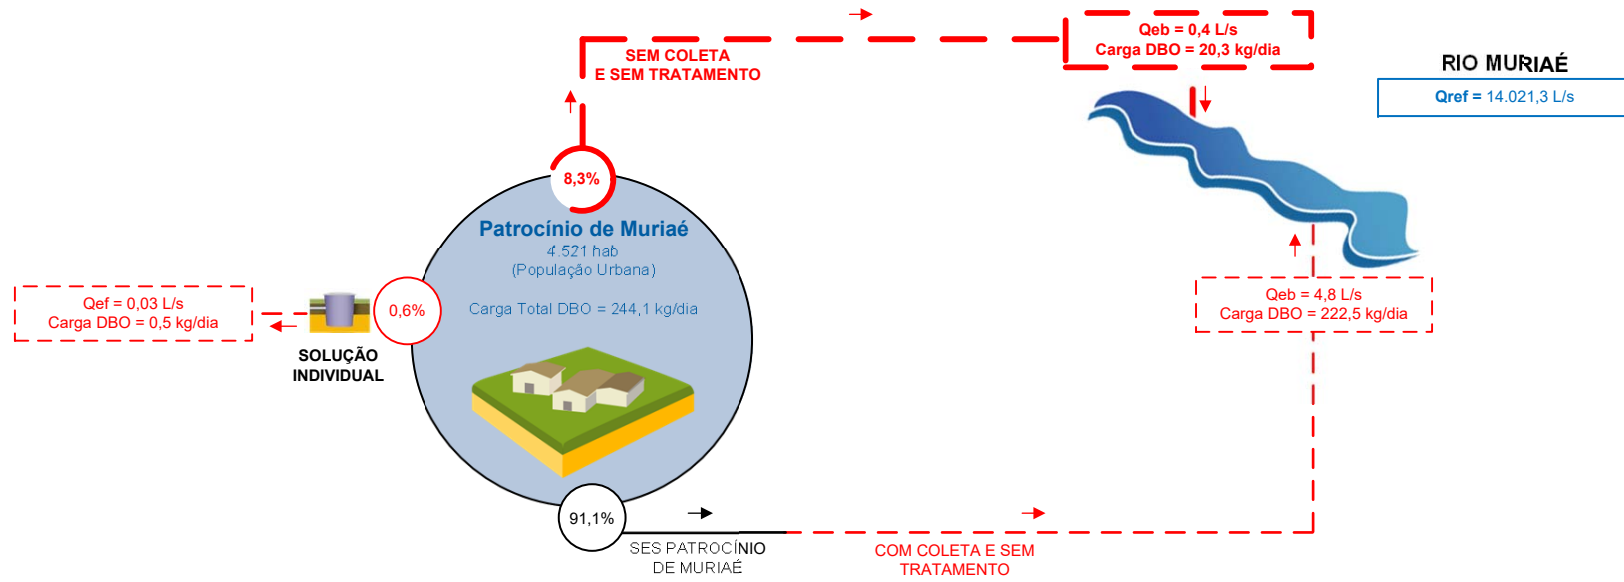 Qeb = 0,4 L/s
Carga DBO = 20,3 kg/dia
SEM COLETA
E SEM TRATAMENTO
RIO MURIAÉ
Qref = 14.021,3 L/s
8,3%
Patrocínio de Muriaé
4.521 hab
(População Urbana)
Carga Total DBO = 244,1 kg/dia
Qef = 0,03 L/s
Carga DBO = 0,5 kg/dia
0,6%
SOLUÇÃO
INDIVIDUAL
Qeb = 4,8 L/s
Carga DBO = 222,5 kg/dia
91,1%
SES PATROCÍNIO
DE MURIAÉ
COM COLETA E SEM
TRATAMENTO